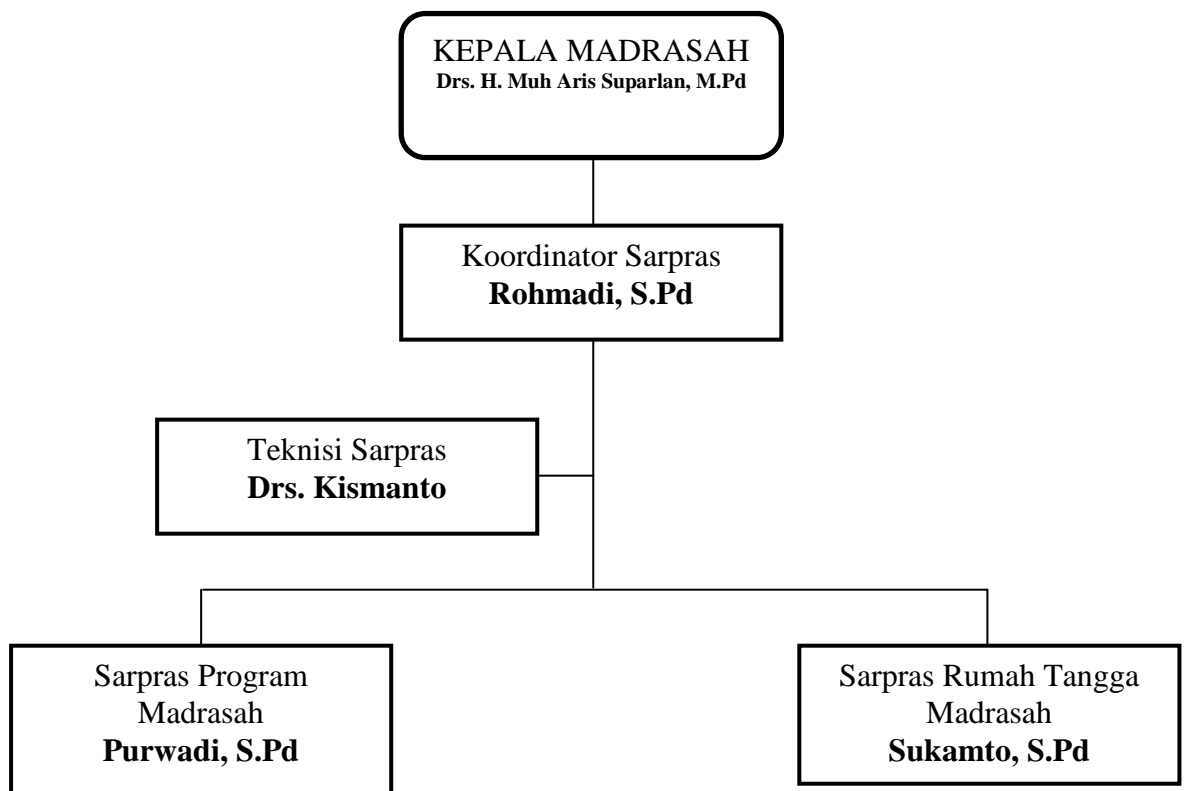 KEPALA MADRASAH
Drs. H. Muh Aris Suparlan, M.Pd
Koordinator Sarpras
Rohmadi, S.Pd
Teknisi Sarpras
Drs. Kismanto
Sarpras Program
Madrasah
Purwadi, S.Pd
Sarpras Rumah Tangga
Madrasah
Sukamto, S.Pd